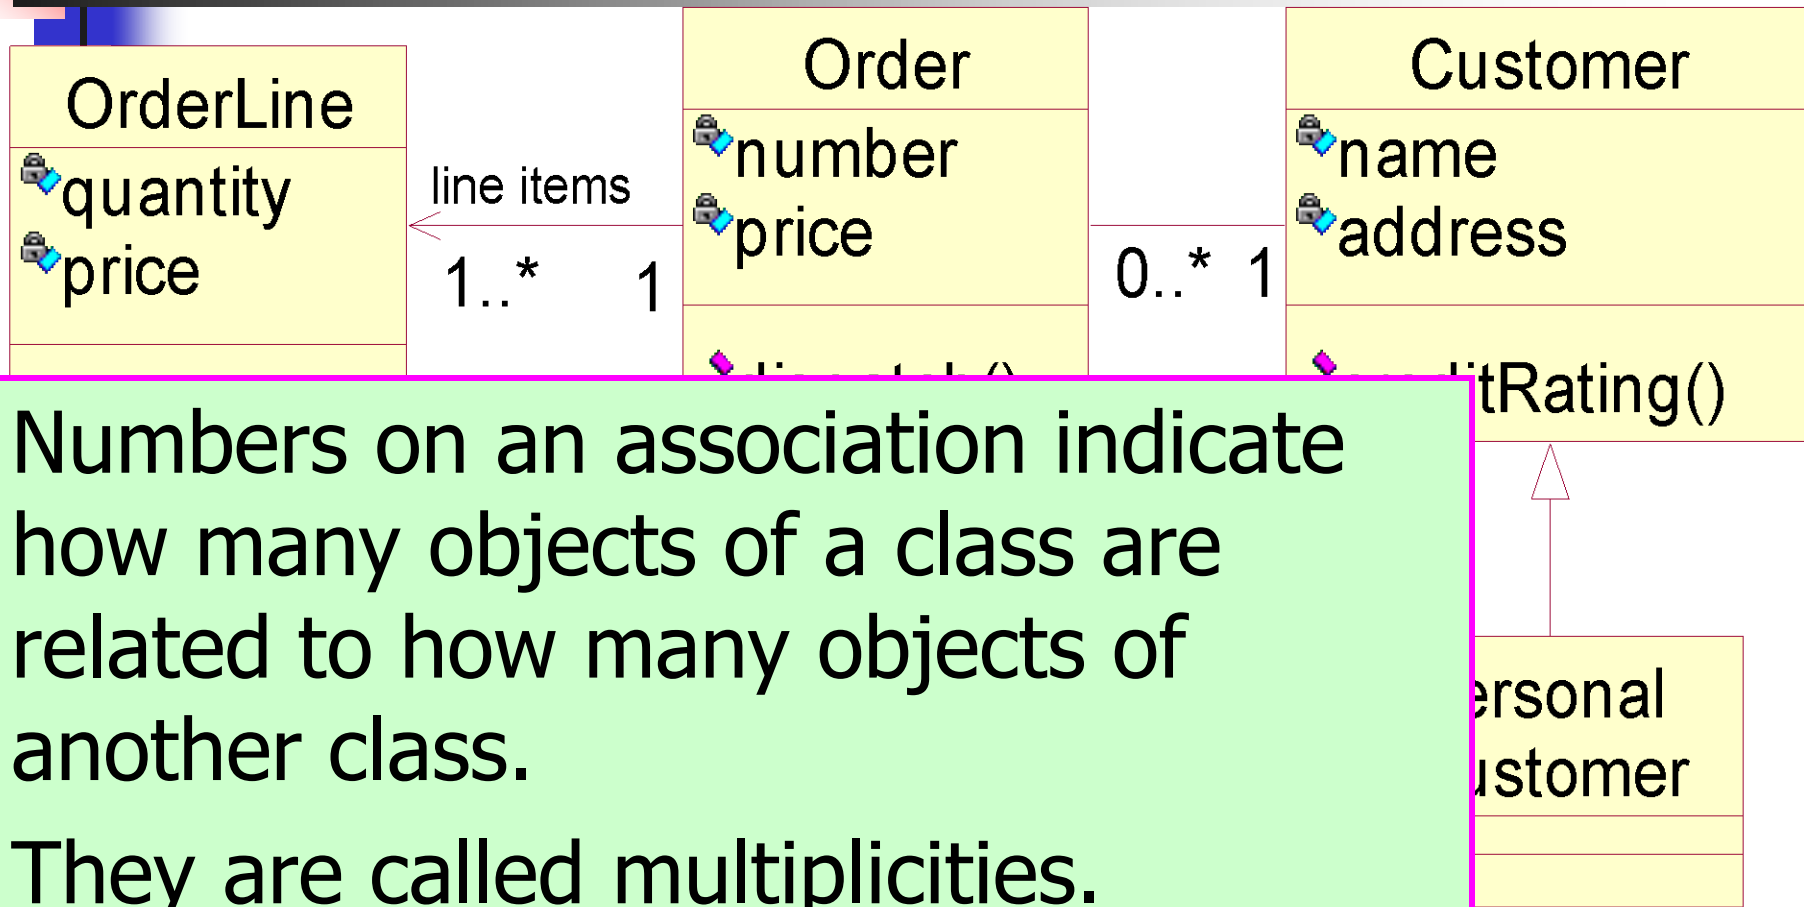 OrderLine
quantity
price
line items
1..* 1
Order
number
price
0..* 1
Customer
name
address
itRating()
Numbers on an association indicate
how many objects of a class are
related to how many objects of
another class.
They are called multiplicities.
ersonal
ustomer